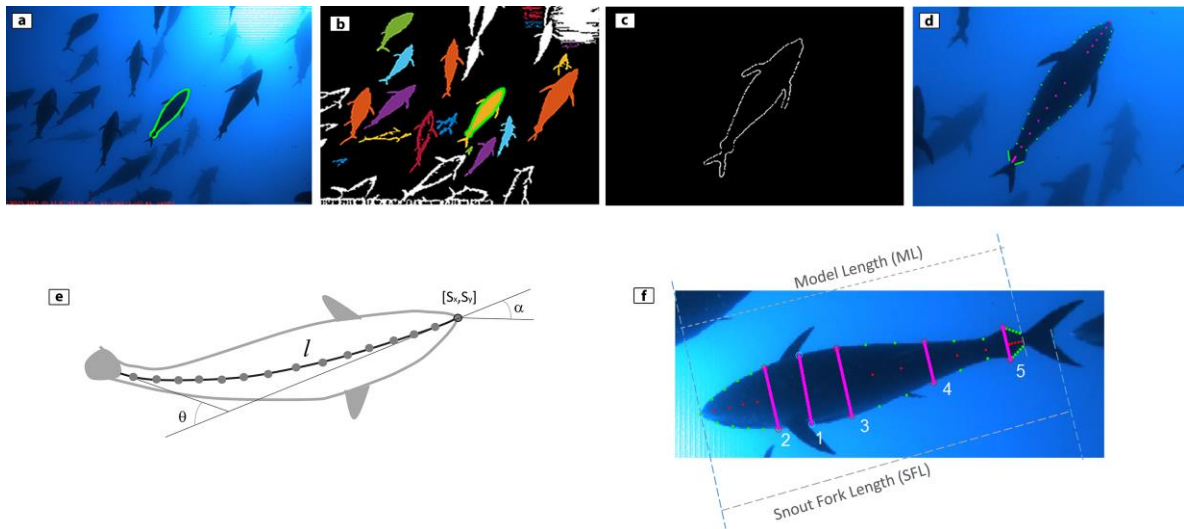 a
b
c
d
e
[Sx,Sy]
α
l
θ
f
Model Length (ML)
2
1
3
4
5
Snout Fork Length (SFL)